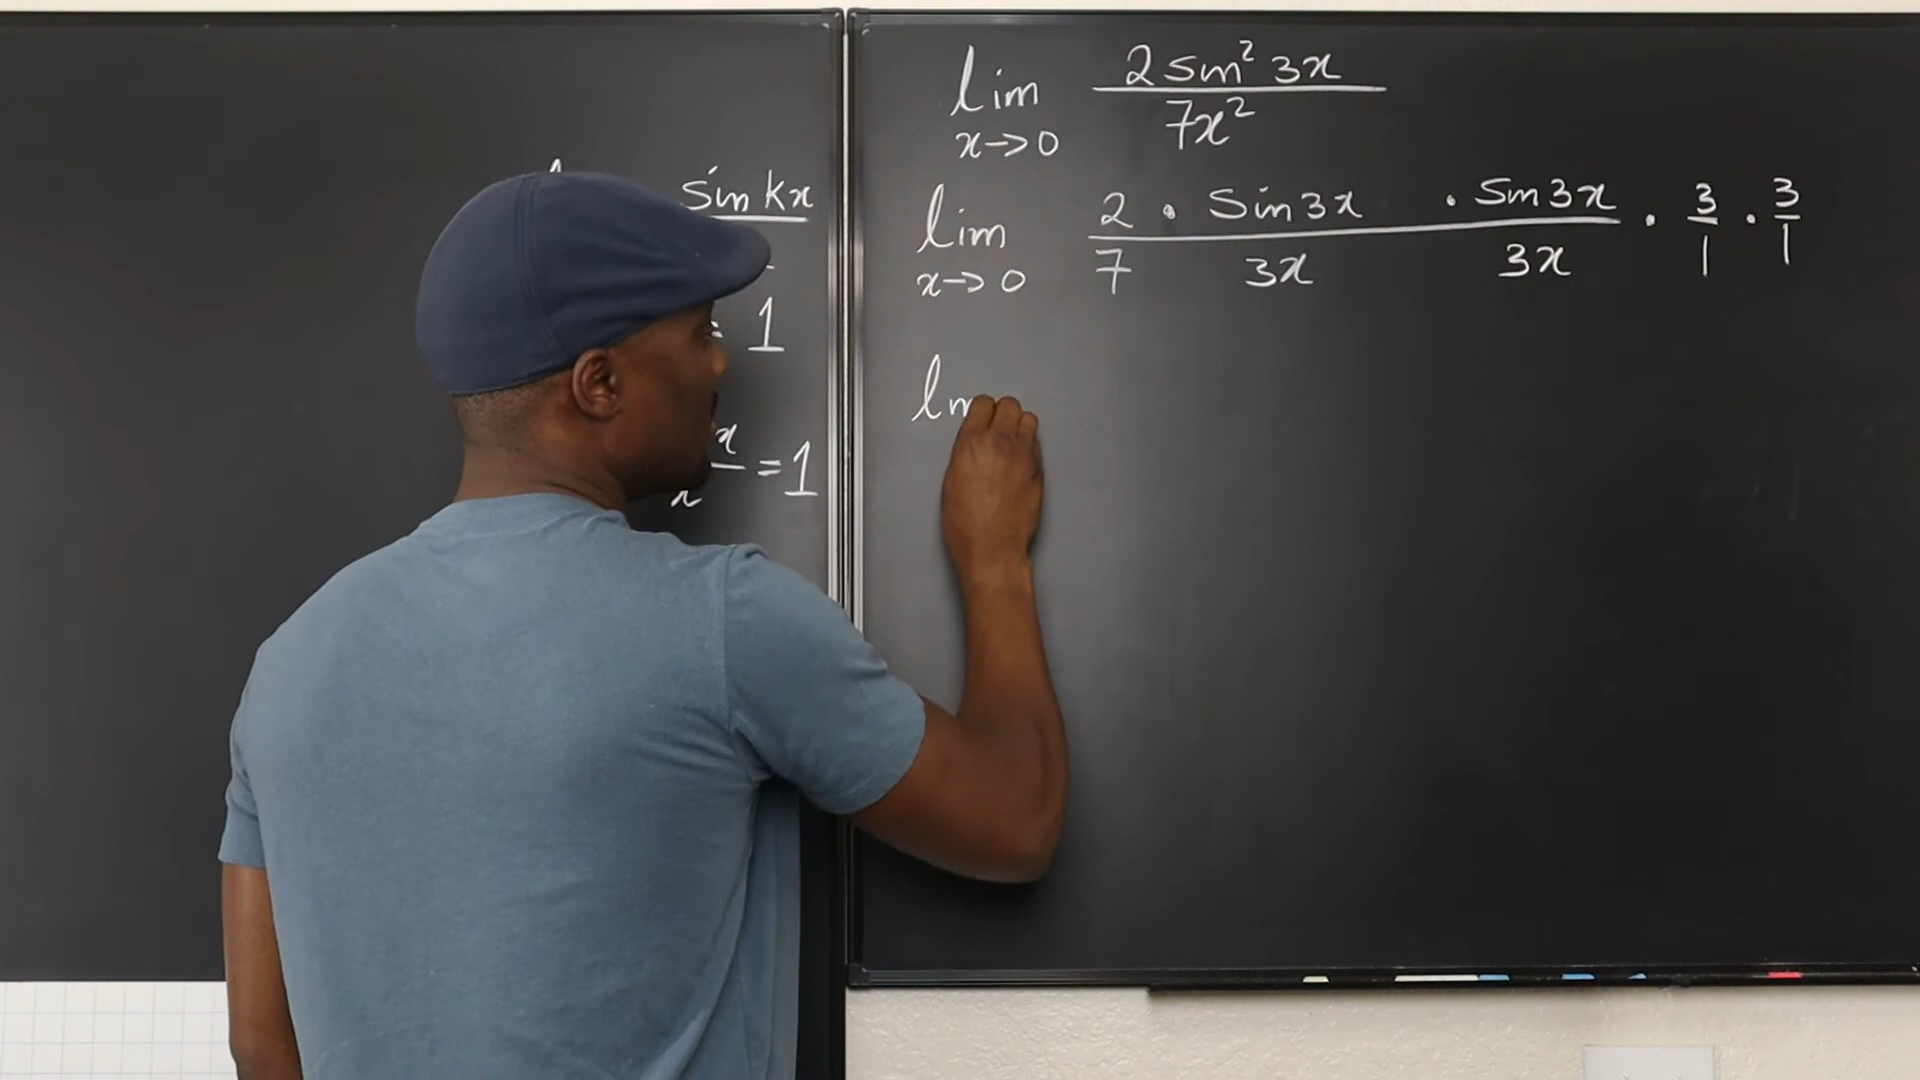 sin kx
= 1
x
x
= 1
lim 2 sin² 3x
7x²
x→0
lim 2 · sin 3x · sin 3x · 3 · 3
x→0 7 3x 3x 1 1
lim